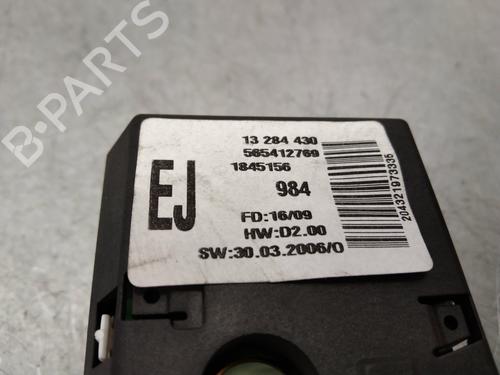 13 284 430
565412769
1845156
984
EJ
FD:16/09
HW:D2.00
SW:30.03.2006/0
204321973335
B-PARTS